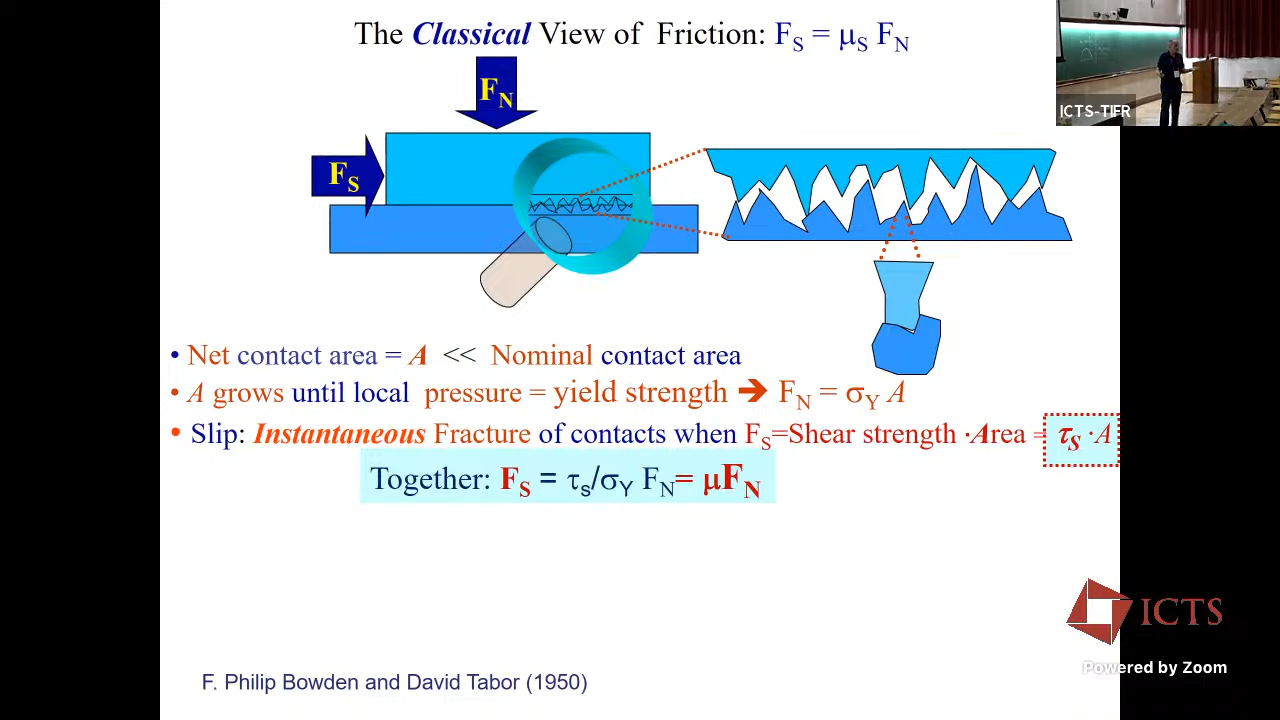 The Classical View of Friction: FS = μS FN
FN
FS
ICTS-TIFR
• Net contact area = A << Nominal contact area
• A grows until local pressure = yield strength ➔ FN = σY A
• Slip: Instantaneous Fracture of contacts when FS=Shear strength ·Area = τS ·A
Together: FS = τs/σY FN= μFN
ICTS
Powered by Zoom
F. Philip Bowden and David Tabor (1950)